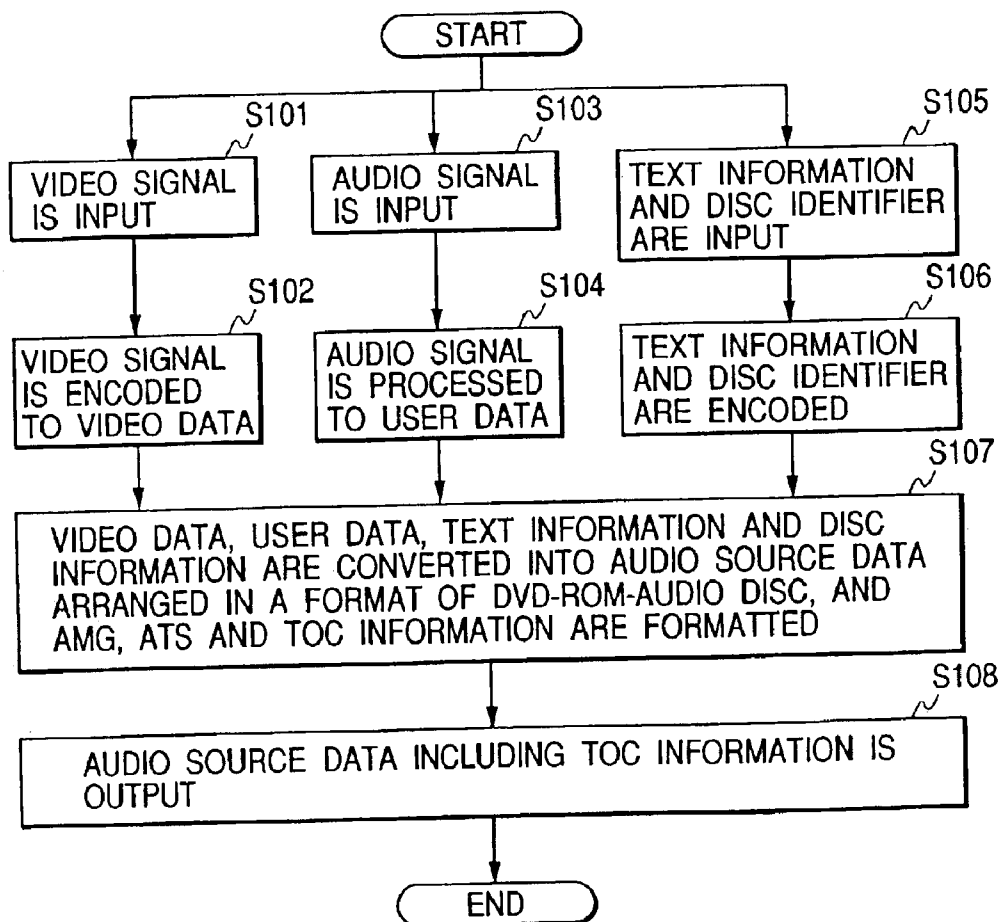 START
S101
VIDEO SIGNAL
IS INPUT
S103
AUDIO SIGNAL
IS INPUT
S105
TEXT INFORMATION
AND DISC IDENTIFIER
ARE INPUT
S102
VIDEO SIGNAL
IS ENCODED
TO VIDEO DATA
S104
AUDIO SIGNAL
IS PROCESSED
TO USER DATA
S106
TEXT INFORMATION
AND DISC IDENTIFIER
ARE ENCODED
S107
VIDEO DATA, USER DATA, TEXT INFORMATION AND DISC
INFORMATION ARE CONVERTED INTO AUDIO SOURCE DATA
ARRANGED IN A FORMAT OF DVD-ROM-AUDIO DISC, AND
AMG, ATS AND TOC INFORMATION ARE FORMATTED
S108
AUDIO SOURCE DATA INCLUDING TOC INFORMATION IS
OUTPUT
END